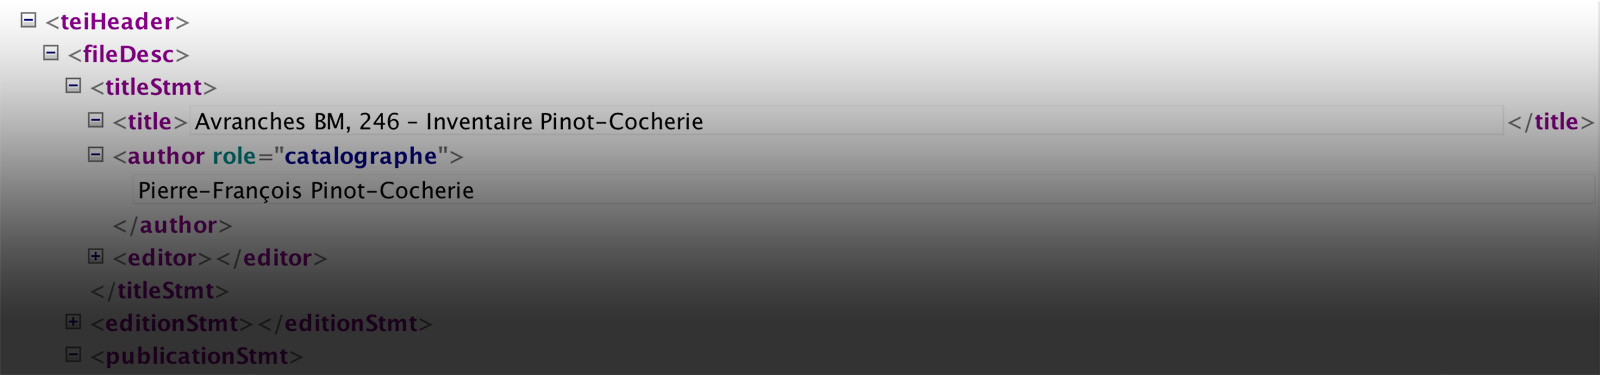 <teiHeader>
<fileDesc>
<titleStmt>
<title>Avranches BM, 246 – Inventaire Pinot-Cocherie</title>
<author role="catalographe">
Pierre-François Pinot-Cocherie
</author>
<editor></editor>
</titleStmt>
<editionStmt></editionStmt>
<publicationStmt>